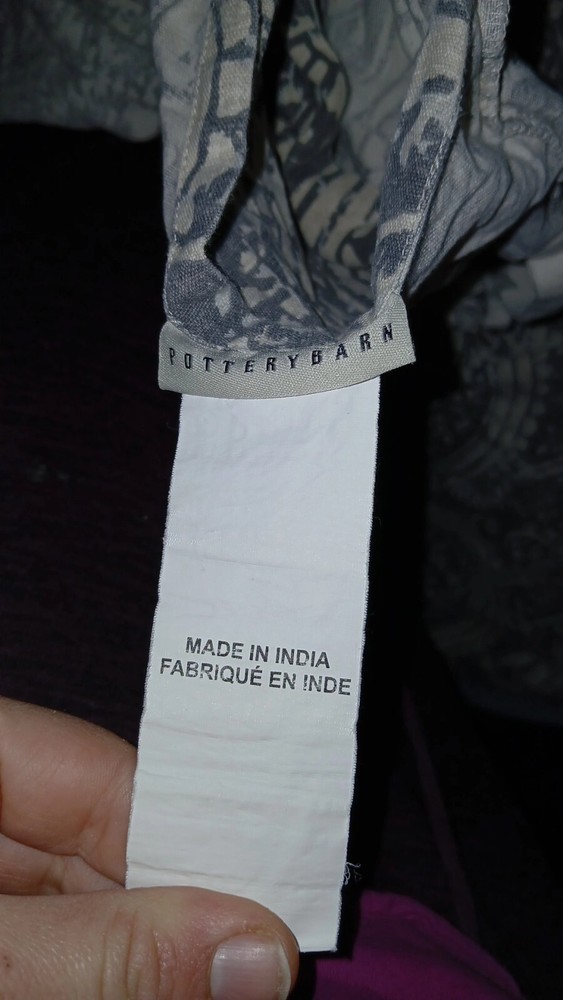 POTTERYBARN
MADE IN INDIA
FABRIQUÉ EN INDE